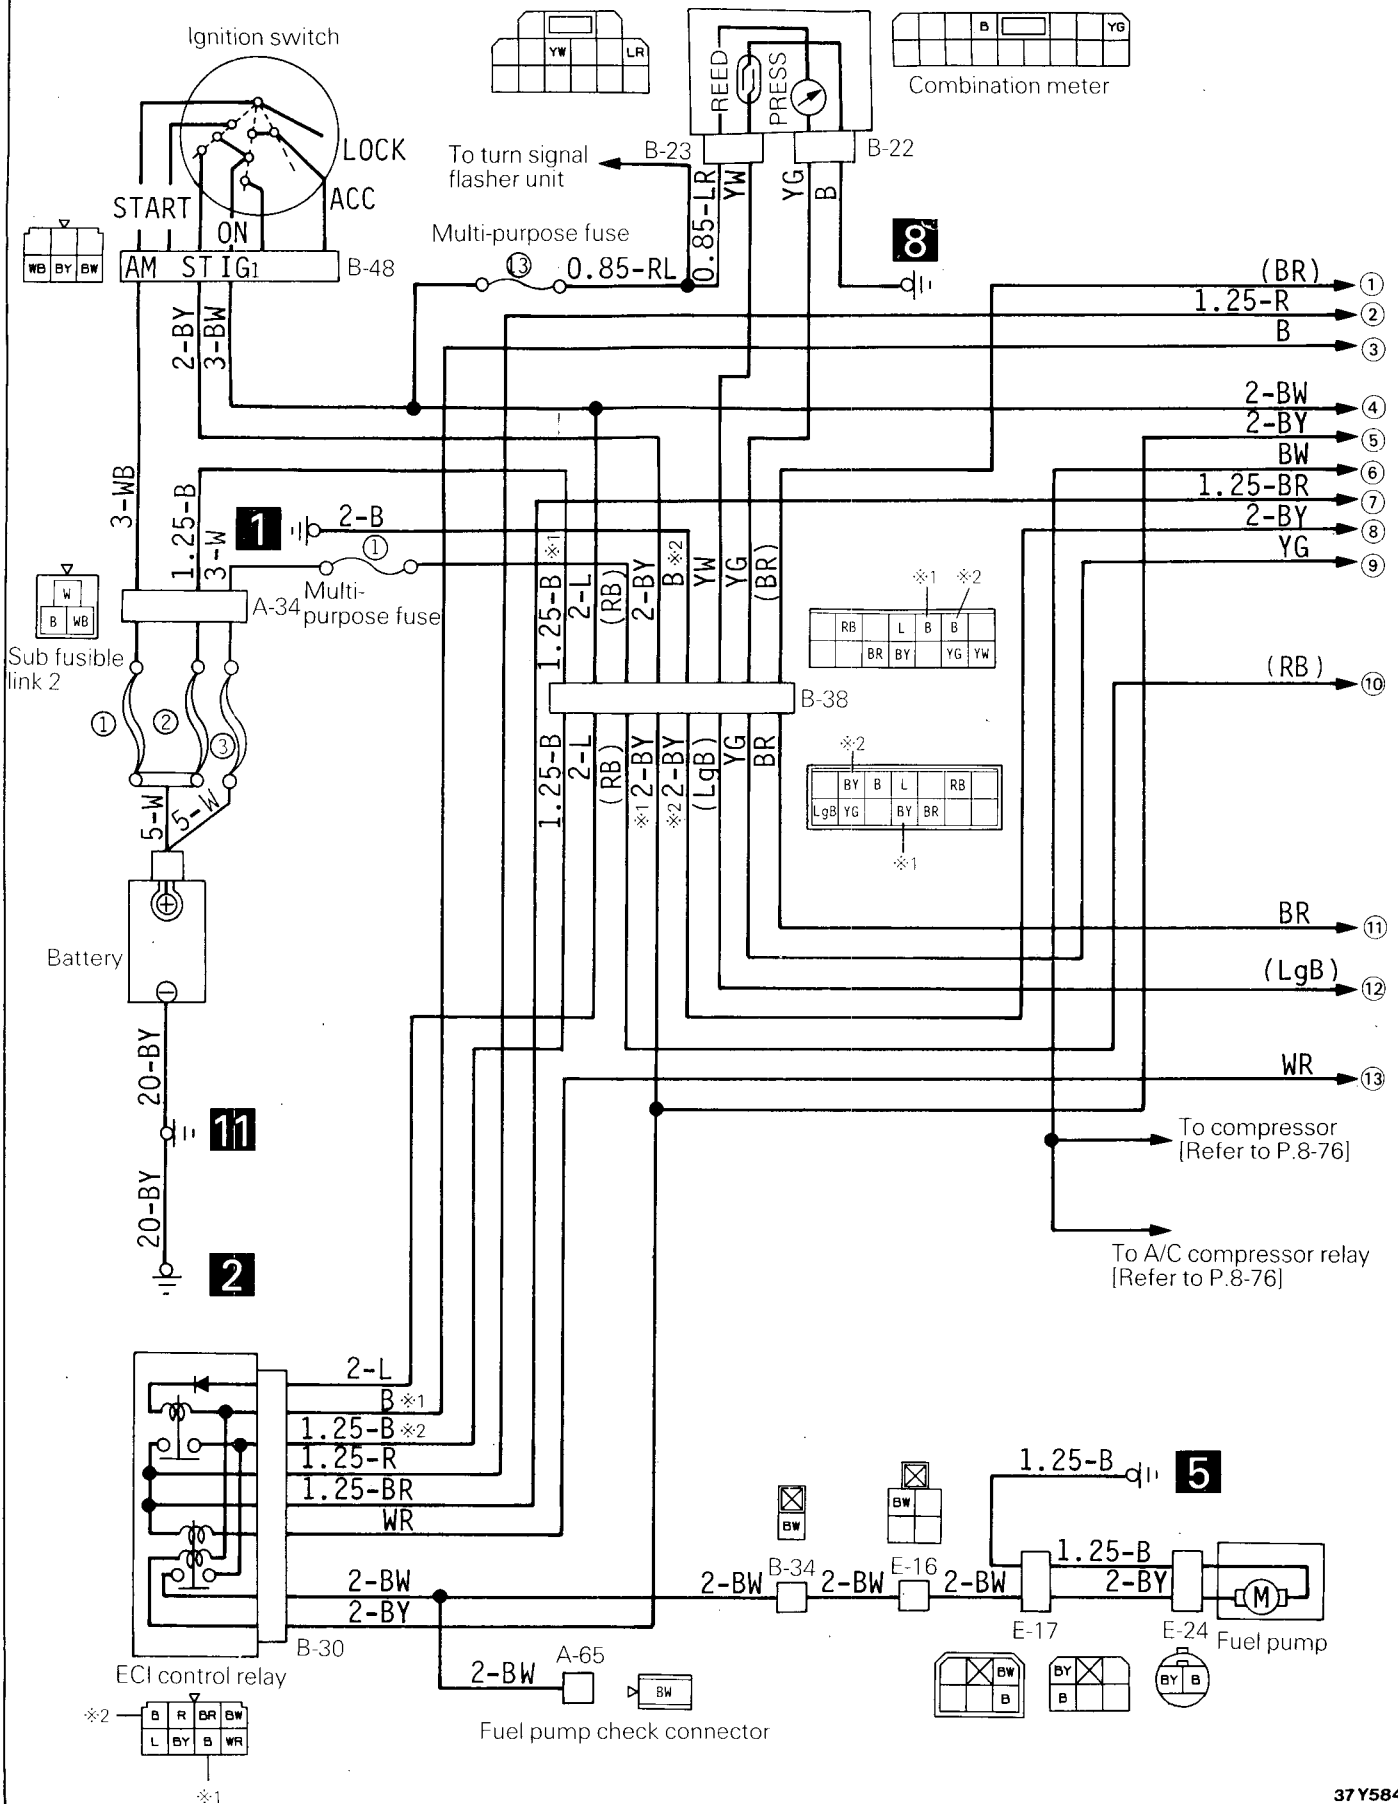 Ignition switch
YW
LR
REED
PRESS
B
YG
Combination meter
LOCK
ACC
START
ON
To turn signal
flasher unit
B-23
B-22
0.85-LR
YW
YG
B
8
Multi-purpose fuse
13
0.85-RL
WB BY BW
AM ST IG1
B-48
2-BY
3-BW
(BR)
1
1.25-R
2
B
3
2-BW
4
2-BY
5
BW
6
1.25-BR
7
2-BY
8
YG
9
3-WB
1.25-B
3-W
1
2-B
1
Multi-
purpose fuse
A-34
W
B WB
Sub fusible
link 2
1
2
3
1.25-B ※1
2-L
(RB)
2-BY
B ※2
YW
YG
(BR)
※1 ※2
RB L B B
BR BY YG YW
B-38
(RB)
10
1.25-B
2-L
(RB)
※1 2-BY
※2 2-BY
(LgB)
YG
BR
※2
BY B L RB
LgB YG BY BR
※1
5-W
5-W
Battery
BR
11
(LgB)
12
WR
13
20-BY
11
20-BY
2
To compressor
[Refer to P.8-76]
To A/C compressor relay
[Refer to P.8-76]
2-L
B ※1
1.25-B ※2
1.25-R
1.25-BR
WR
2-BW
2-BY
B-30
ECI control relay
※2
B R BR BW
L BY B WR
※1
2-BW
A-65
BW
Fuel pump check connector
BW
B-34
2-BW
2-BW
BW
E-16
2-BW
1.25-B
5
1.25-B
2-BY
E-17
E-24
M
Fuel pump
BW
B
BY
B
BY B
37Y584